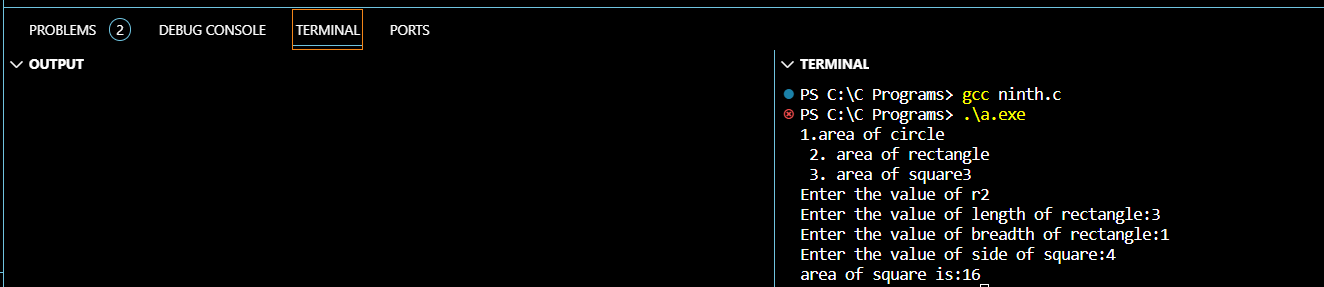 PROBLEMS 2 DEBUG CONSOLE TERMINAL PORTS
OUTPUT
TERMINAL
PS C:\C Programs> gcc ninth.c
PS C:\C Programs> .\a.exe
1.area of circle
 2. area of rectangle
 3. area of square3
Enter the value of r2
Enter the value of length of rectangle:3
Enter the value of breadth of rectangle:1
Enter the value of side of square:4
area of square is:16